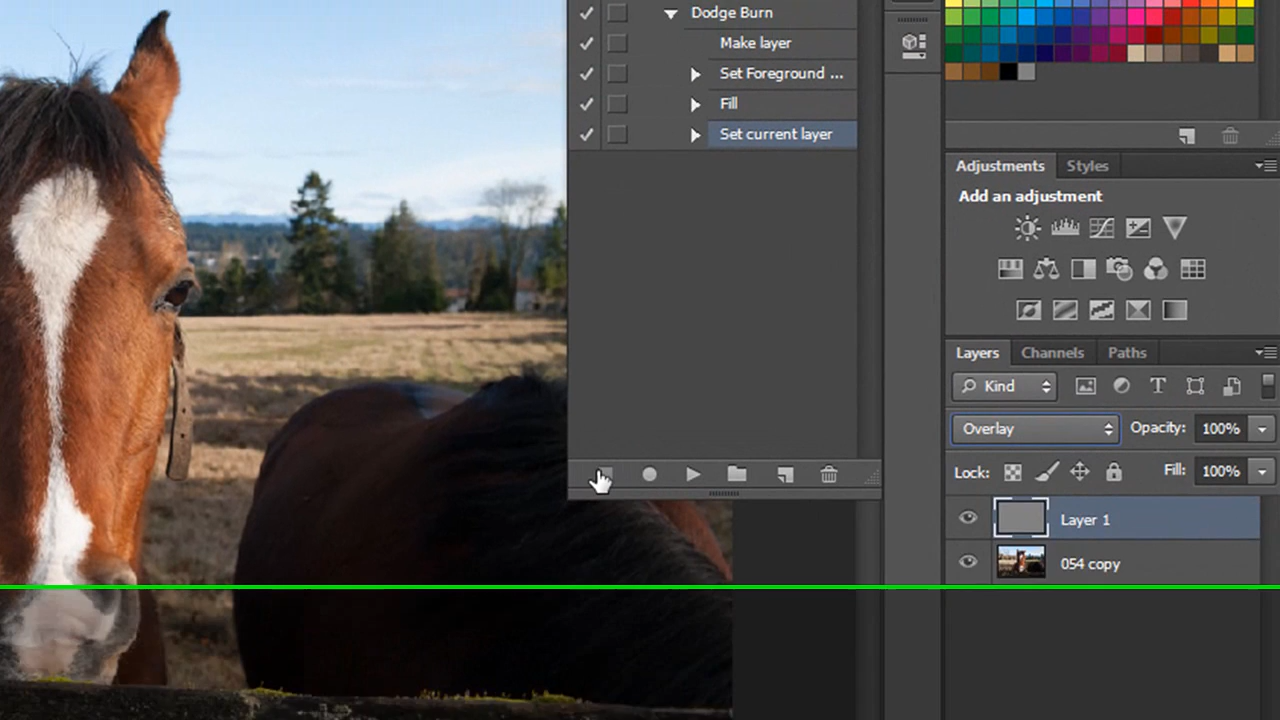 Dodge Burn
Make layer
Set Foreground ...
Fill
Set current layer
Adjustments Styles
Add an adjustment
Layers Channels Paths
Kind
Overlay Opacity: 100%
Lock: Fill: 100%
Layer 1
054 copy